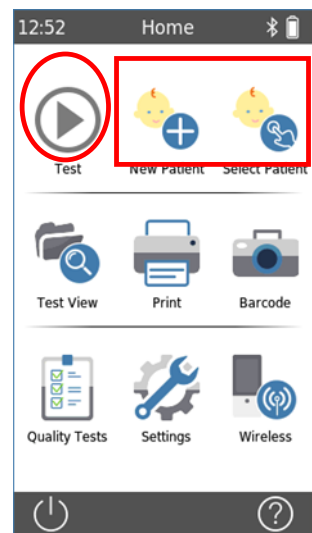 12:52 Home
Test New Patient Select Patient
Test View Print Barcode
Quality Tests Settings Wireless
?